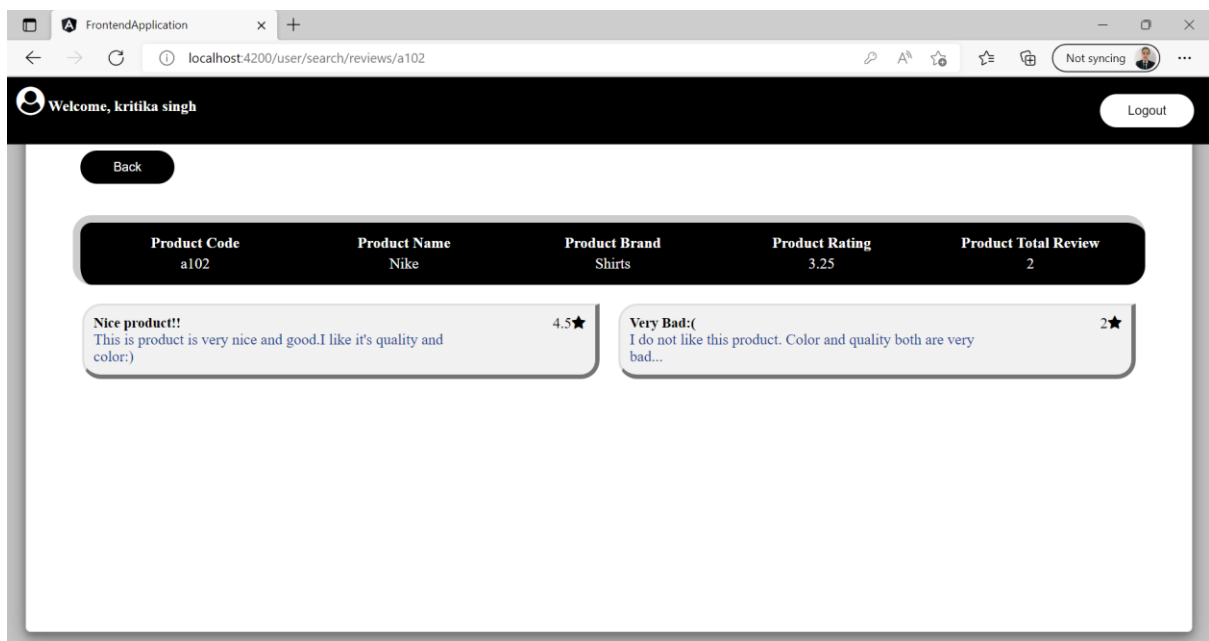 FrontendApplication
localhost:4200/user/search/reviews/a102
Not syncing
Welcome, kritika singh
Logout
Back
Product Code Product Name Product Brand Product Rating Product Total Review
a102 Nike Shirts 3.25 2
Nice product!! 4.5
This is product is very nice and good.I like it's quality and
color:)
Very Bad:( 2
I do not like this product. Color and quality both are very
bad...